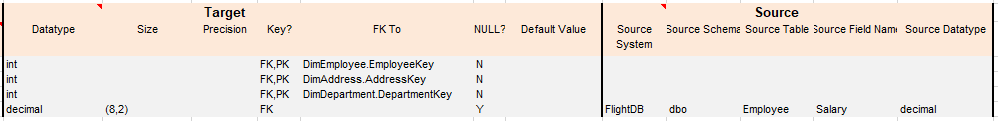 Target Source
Datatype Size Precision Key? FK To NULL? Default Value Source System Source Schema Source Table Source Field Name Source Datatype
int FK,PK DimEmployee.EmployeeKey N
int FK,PK DimAddress.AddressKey N
int FK,PK DimDepartment.DepartmentKey N
decimal (8,2) FK Y FlightDB dbo Employee Salary decimal